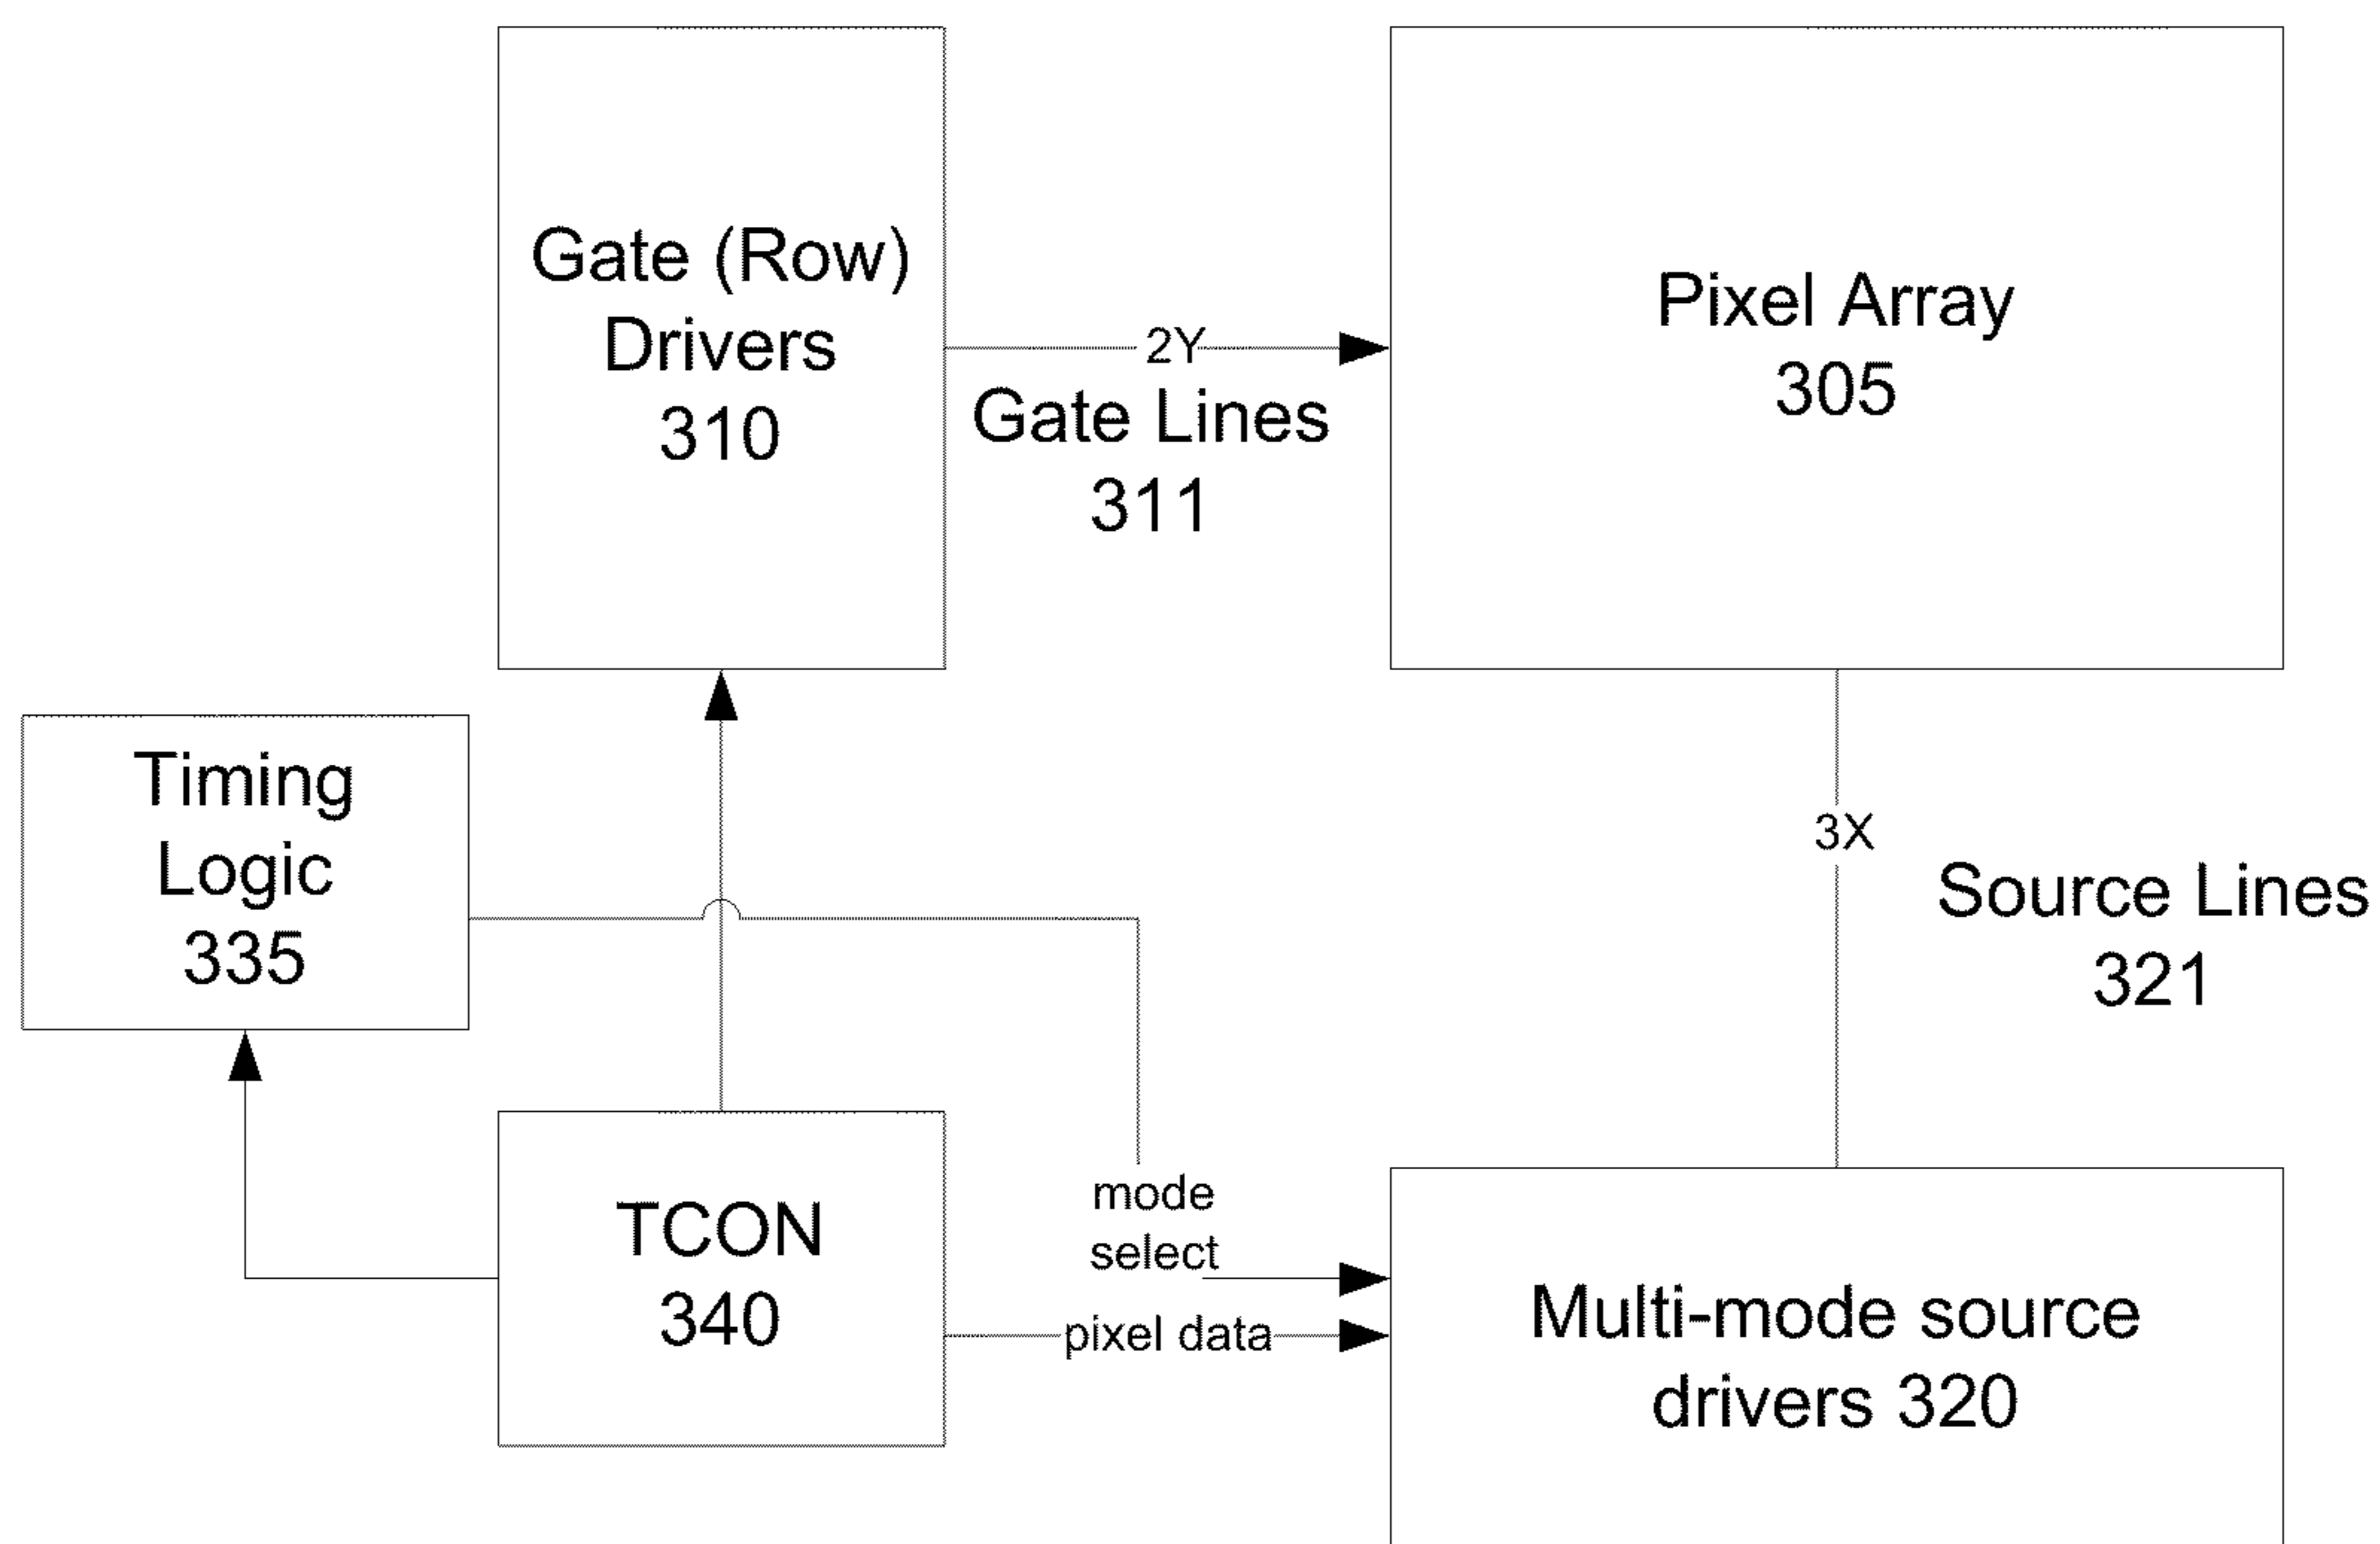 Gate (Row)
Drivers
310
2Y
Gate Lines
311
Pixel Array
305
Timing
Logic
335
3X
Source Lines
321
TCON
340
mode
select
pixel data
Multi-mode source
drivers 320